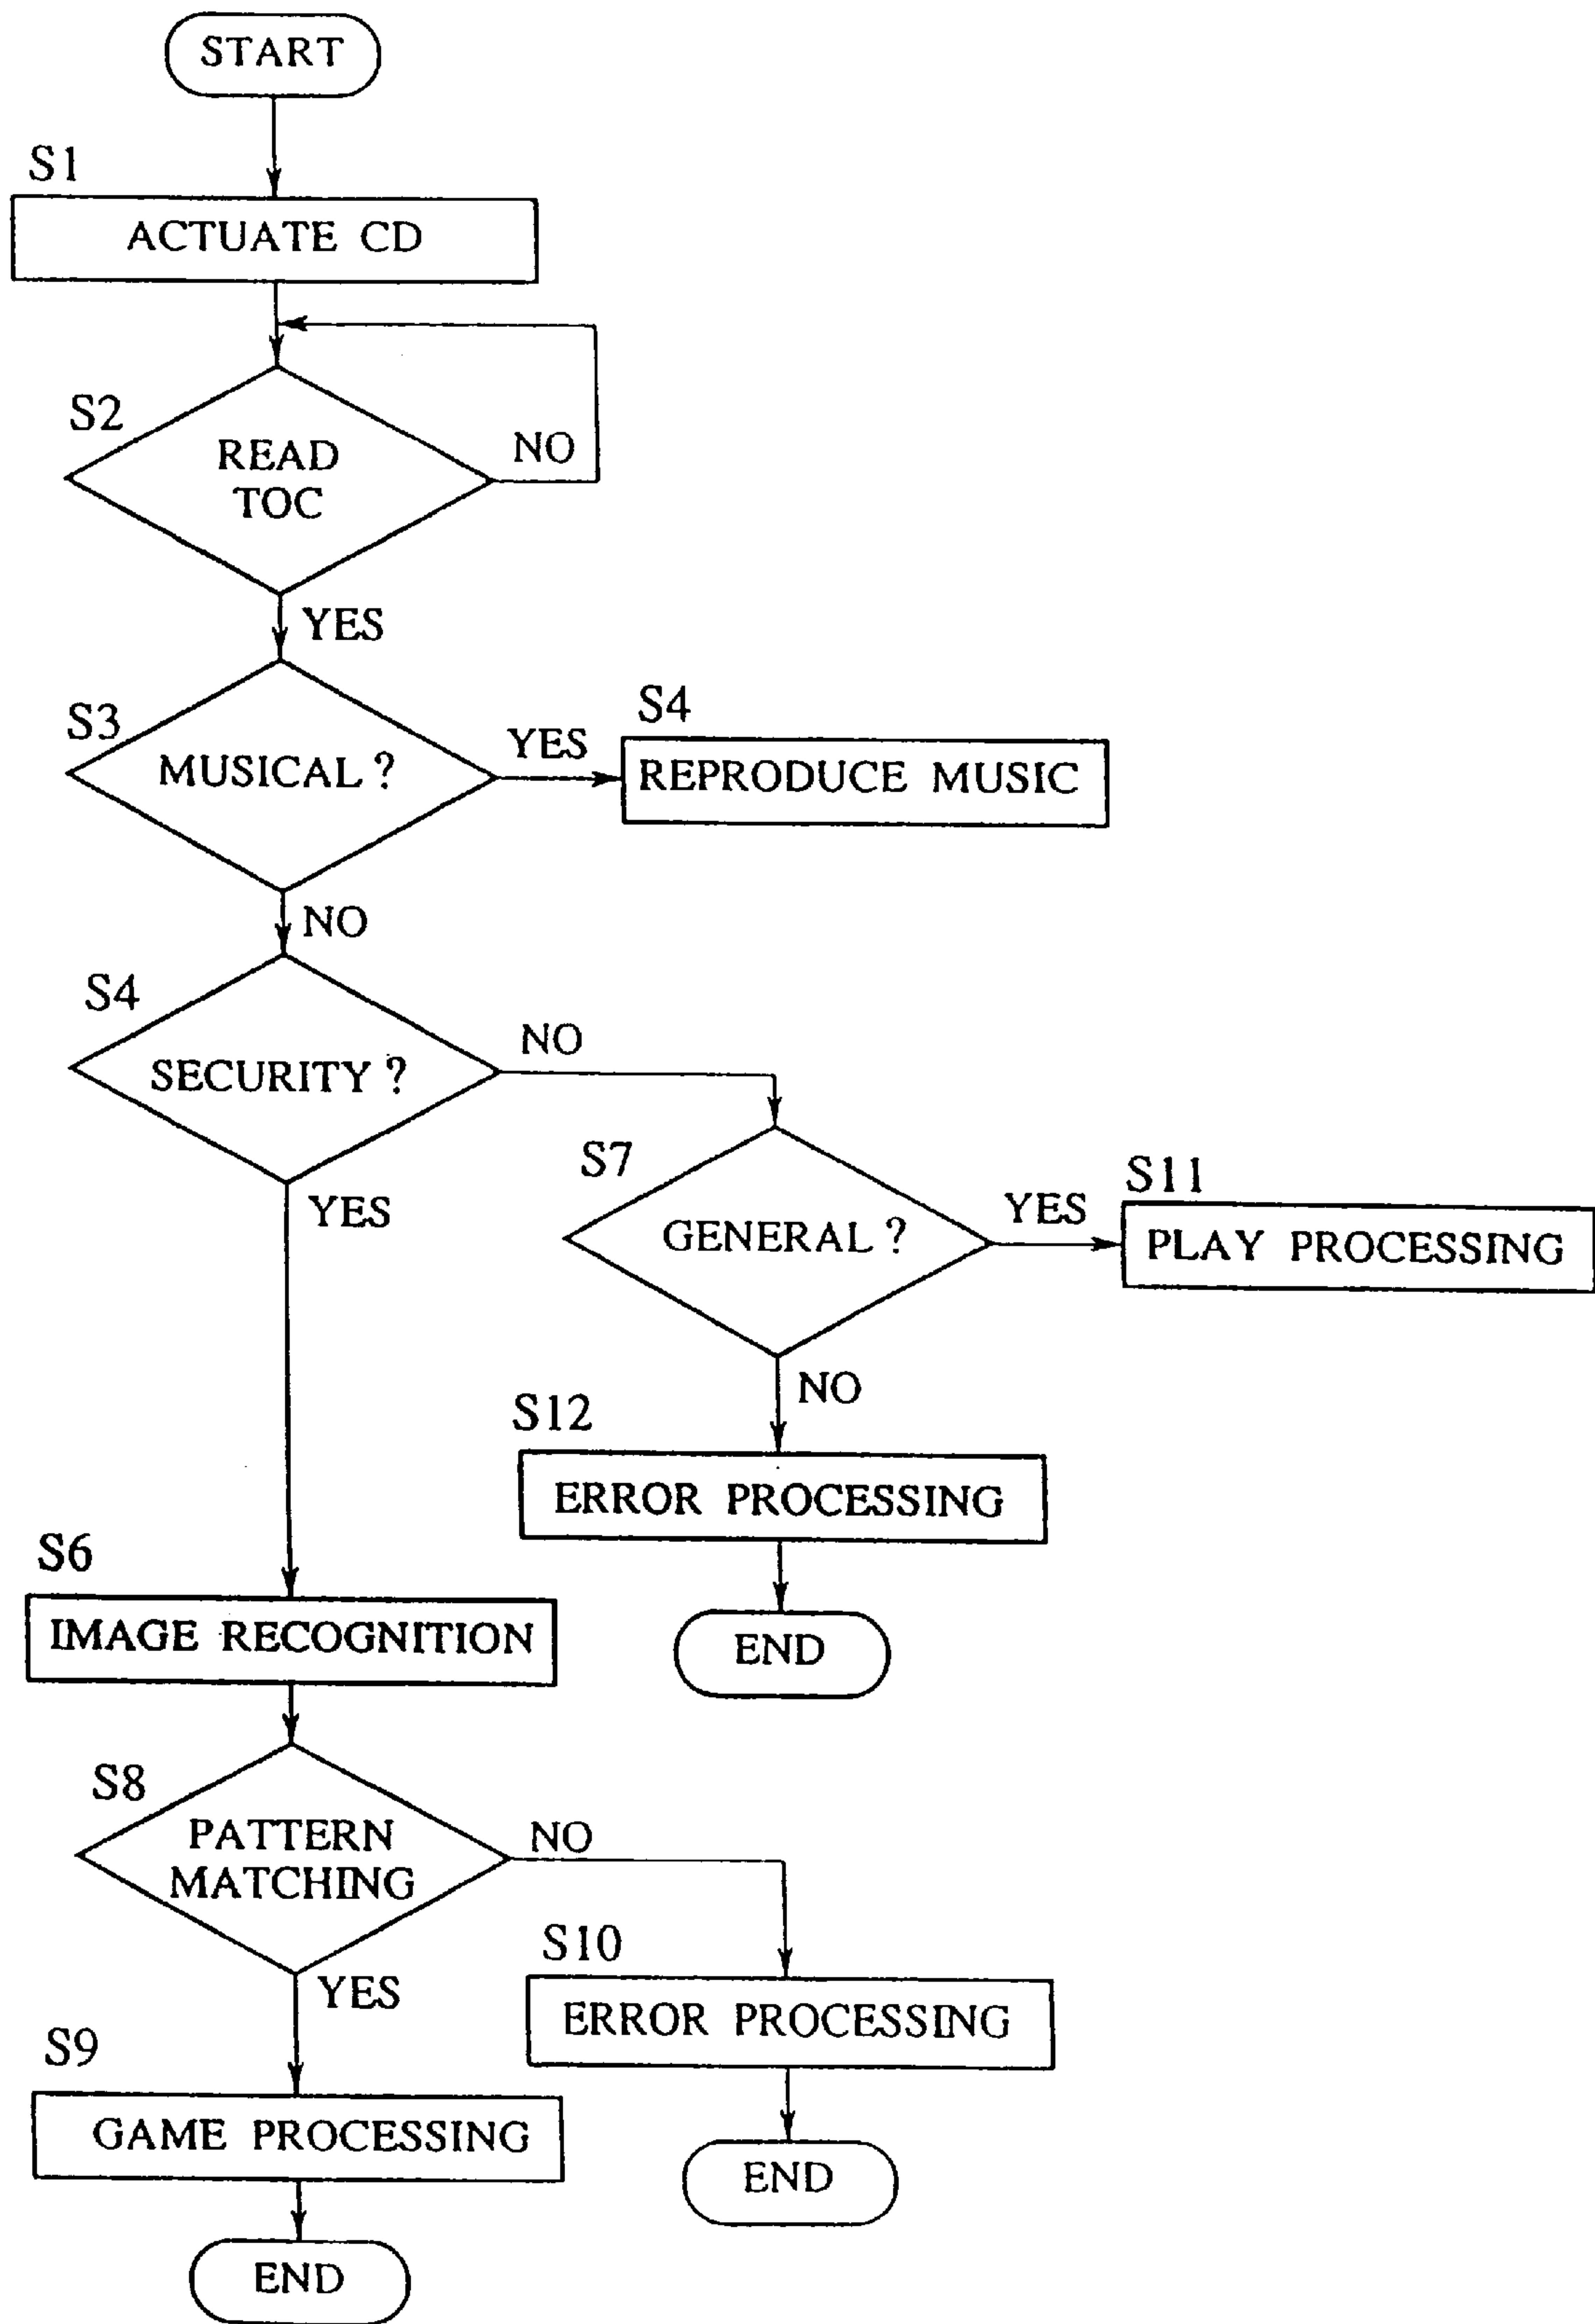 START
S1
ACTUATE CD
S2
READ
TOC
NO
YES
S3
MUSICAL ?
YES
S4
REPRODUCE MUSIC
NO
S4
SECURITY ?
NO
YES
S7
GENERAL ?
YES
S11
PLAY PROCESSING
NO
S12
ERROR PROCESSING
END
S6
IMAGE RECOGNITION
S8
PATTERN
MATCHING
NO
YES
S10
ERROR PROCESSING
END
S9
GAME PROCESSING
END